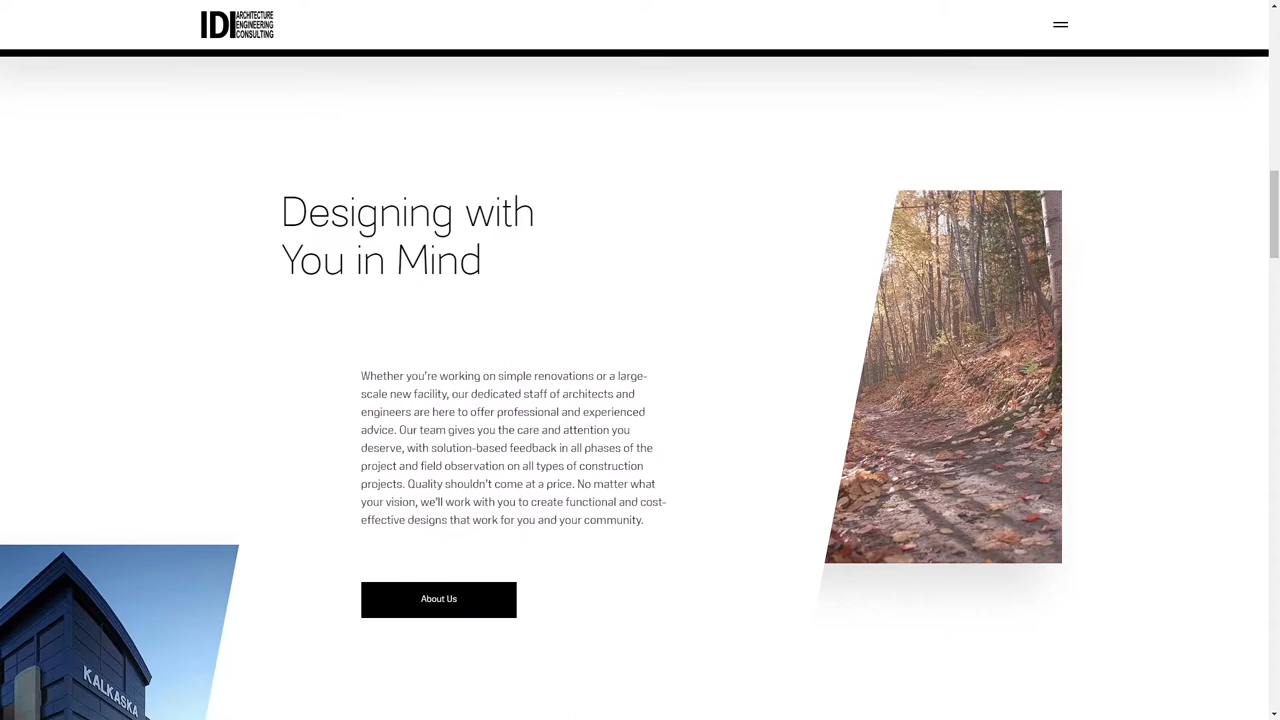 IDI
ARCHITECTURE
ENGINEERING
CONSULTING
Designing with
You in Mind
Whether you're working on simple renovations or a large-
scale new facility, our dedicated staff of architects and
engineers are here to offer professional and experienced
advice. Our team gives you the care and attention you
deserve, with solution-based feedback in all phases of the
project and field observation on all types of construction
projects. Quality shouldn't come at a price. No matter what
your vision, we'll work with you to create functional and cost-
effective designs that work for you and your community.
About Us
KALKASKA